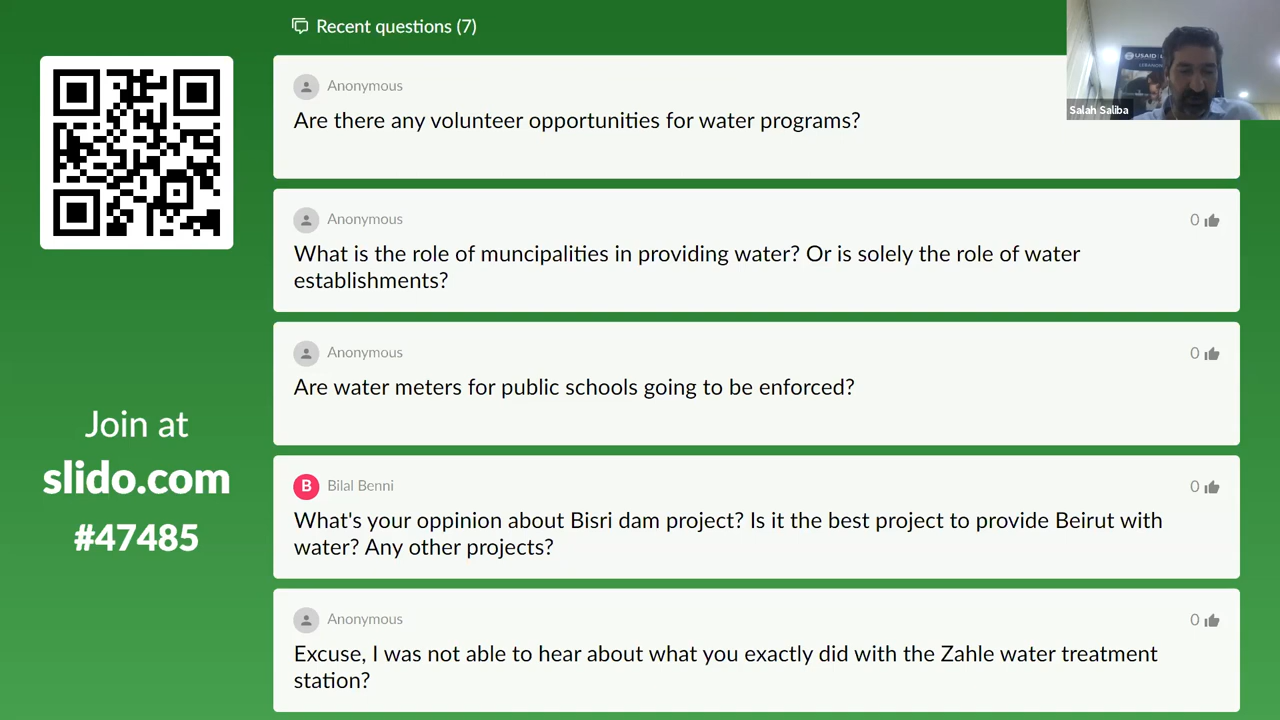 Recent questions (7)
Anonymous
Are there any volunteer opportunities for water programs?
Anonymous
0
What is the role of muncipalities in providing water? Or is solely the role of water
establishments?
Anonymous
0
Are water meters for public schools going to be enforced?
B
Bilal Benni
0
What's your oppinion about Bisri dam project? Is it the best project to provide Beirut with
water? Any other projects?
Anonymous
0
Excuse, I was not able to hear about what you exactly did with the Zahle water treatment
station?
Join at
slido.com
#47485
USAID
Salah Saliba